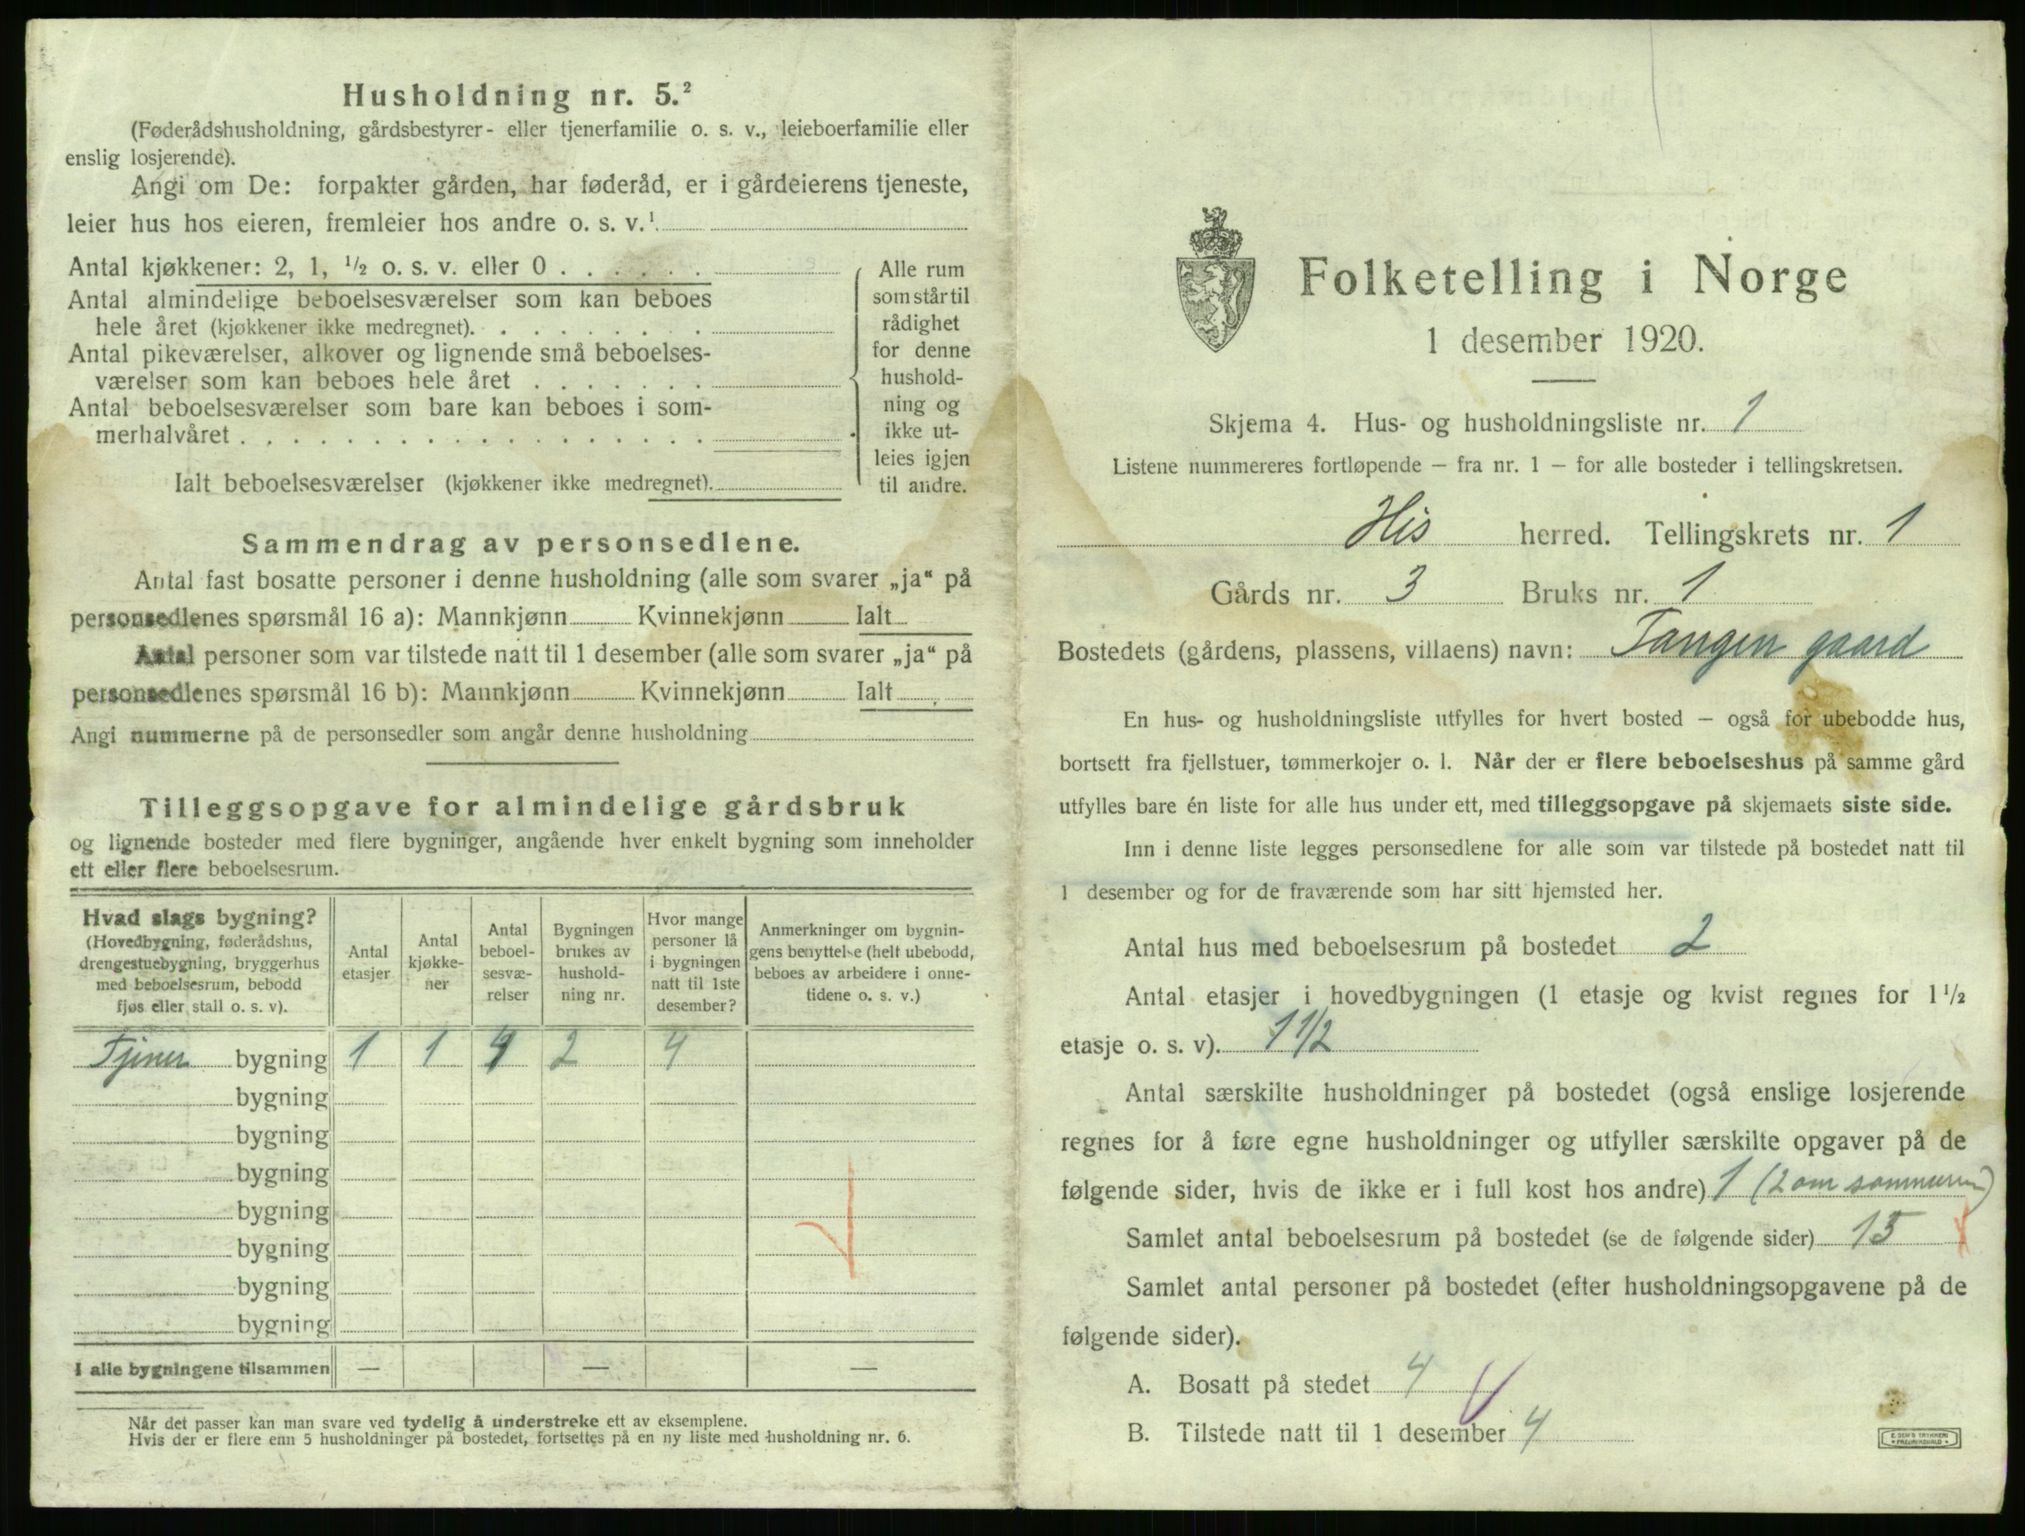 Husholdning nr. 5.²
(Føderådshusholdning, gårdsbestyrer- eller tjenerfamilie o. s. v., leieboerfamilie eller
enslig losjerende).
Angi om De: forpakter gården, har føderåd, er i gårdeierens tjeneste,
leier hus hos eieren, fremleier hos andre o. s. v.¹
Antal kjøkkener: 2, 1, 1/2 o. s. v. eller 0 . . . . . .
Antal almindelige beboelsesværelser som kan beboes
hele året (kjøkkener ikke medregnet). . . . . . . . .
Antal pikeværelser, alkover og lignende små beboelses-
værelser som kan beboes hele året . . . . . . .
Antal beboelsesværelser som bare kan beboes i som-
merhalvåret . . . . . . . . . . . . . . . . . .
Alle rum
som står til
rådighet
for denne
hushold-
ning og
ikke ut-
leies igjen
til andre.
Ialt beboelsesværelser (kjøkkener ikke medregnet).
Sammendrag av personsedlene.
Antal fast bosatte personer i denne husholdning (alle som svarer „ja“ på
personsedlenes spørsmål 16 a): Mannkjønn Kvinnekjønn Ialt
Antal personer som var tilstede natt til 1 desember (alle som svarer „ja“ på
personsedlenes spørsmål 16 b): Mannkjønn Kvinnekjønn Ialt
Angi nummerne på de personsedler som angår denne husholdning
Tilleggsopgave for almindelige gårdsbruk
og lignende bosteder med flere bygninger, angående hver enkelt bygning som inneholder
ett eller flere beboelsesrum.
Hvad slags bygning?
(Hovedbygning, føderådshus,
drengestuebygning, bryggerhus
med beboelsesrum, bebodd
fjøs eller stall o. s. v).
Antal
etasjer
Antal
kjøkke-
ner
Antal
beboel-
sesvæ-
relser
Bygningen
brukes av
hushold-
ning nr.
Hvor mange
personer lå
i bygningen
natt til 1ste
desember?
Anmerkninger om bygnin-
gens benyttelse (helt ubebodd,
beboes av arbeidere i onne-
tidene o. s. v.)
Tjener bygning 1 1 4 2 4
bygning
bygning
bygning
bygning
bygning
bygning
bygning
I alle bygningene tilsammen — — —
Når det passer kan man svare ved tydelig å understreke ett av eksemplene.
Hvis der er flere enn 5 husholdninger på bostedet, fortsettes på en ny liste med husholdning nr. 6.
Folketelling i Norge
1 desember 1920.
Skjema 4. Hus- og husholdningsliste nr. 1
Listene nummereres fortløpende — fra nr. 1 — for alle bosteder i tellingskretsen.
His herred. Tellingskrets nr. 1
Gårds nr. 3 Bruks nr. 1
Bostedets (gårdens, plassens, villaens) navn: Tangen gaard
En hus- og husholdningsliste utfylles for hvert bosted — også for ubebodde hus,
bortsett fra fjellstuer, tømmerkojer o. l. Når der er flere beboelseshus på samme gård
utfylles bare én liste for alle hus under ett, med tilleggsopgave på skjemaets siste side.
Inn i denne liste legges personsedlene for alle som var tilstede på bostedet natt til
1 desember og for de fraværende som har sitt hjemsted her.
Antal hus med beboelsesrum på bostedet 2
Antal etasjer i hovedbygningen (1 etasje og kvist regnes for 1 1/2
etasje o. s. v). 1 1/2
Antal særskilte husholdninger på bostedet (også enslige losjerende
regnes for å føre egne husholdninger og utfyller særskilte opgaver på de
følgende sider, hvis de ikke er i full kost hos andre) 1 (2 om sommeren)
Samlet antal beboelsesrum på bostedet (se de følgende sider) 15
Samlet antal personer på bostedet (efter husholdningsopgavene på de
følgende sider).
A. Bosatt på stedet 4
B. Tilstede natt til 1 desember 4